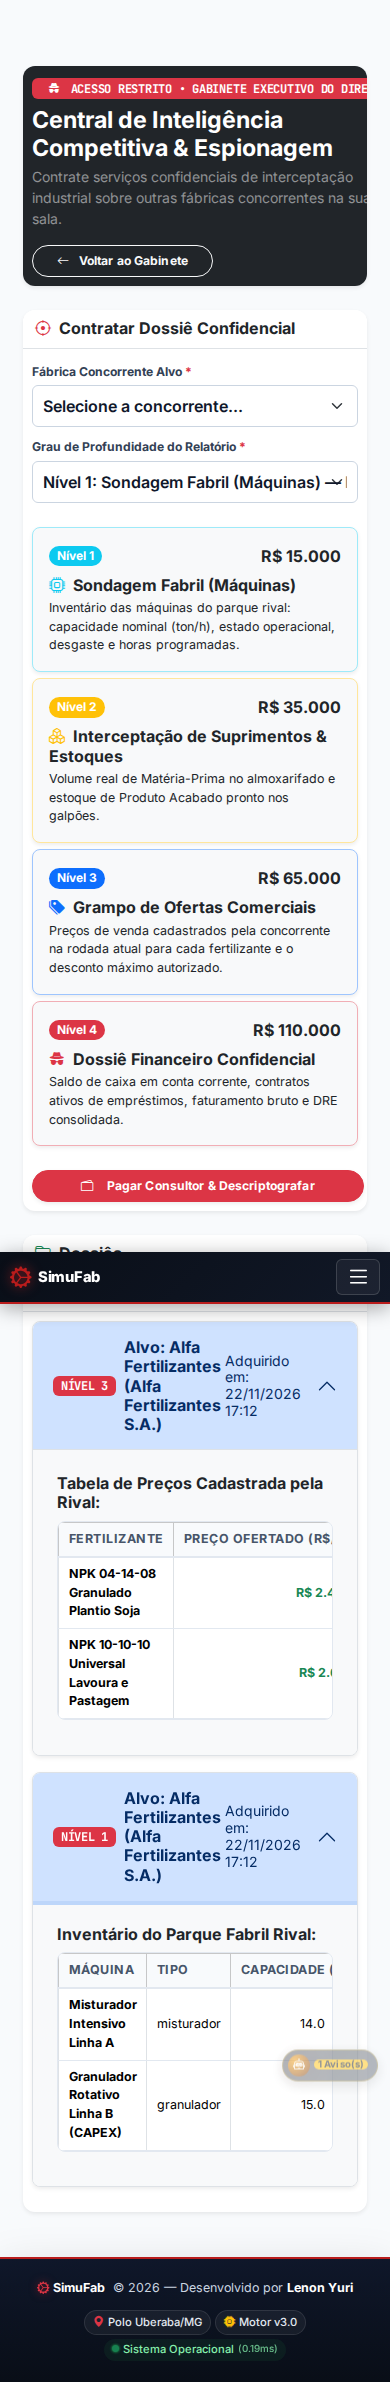 ACESSO RESTRITO • GABINETE EXECUTIVO DO DIRE
Central de Inteligência
Competitiva & Espionagem
Contrate serviços confidenciais de interceptação
industrial sobre outras fábricas concorrentes na sua
sala.
Voltar ao Gabinete
Contratar Dossiê Confidencial
Fábrica Concorrente Alvo *
Selecione a concorrente...
Grau de Profundidade do Relatório *
Nível 1: Sondagem Fabril (Máquinas) —
Nível 1 R$ 15.000
Sondagem Fabril (Máquinas)
Inventário das máquinas do parque rival:
capacidade nominal (ton/h), estado operacional,
desgaste e horas programadas.
Nível 2 R$ 35.000
Interceptação de Suprimentos &
Estoques
Volume real de Matéria-Prima no almoxarifado e
estoque de Produto Acabado pronto nos
galpões.
Nível 3 R$ 65.000
Grampo de Ofertas Comerciais
Preços de venda cadastrados pela concorrente
na rodada atual para cada fertilizante e o
desconto máximo autorizado.
Nível 4 R$ 110.000
Dossiê Financeiro Confidencial
Saldo de caixa em conta corrente, contratos
ativos de empréstimos, faturamento bruto e DRE
consolidada.
Pagar Consultor & Descriptografar
Dossiês
SimuFab
NÍVEL 3
Alvo: Alfa
Fertilizantes
(Alfa
Fertilizantes
S.A.)
Adquirido
em:
22/11/2026
17:12
Tabela de Preços Cadastrada pela
Rival:
FERTILIZANTE PREÇO OFERTADO (R$/
NPK 04-14-08
Granulado
Plantio Soja
R$ 2.4
NPK 10-10-10
Universal
Lavoura e
Pastagem
R$ 2.6
NÍVEL 1
Alvo: Alfa
Fertilizantes
(Alfa
Fertilizantes
S.A.)
Adquirido
em:
22/11/2026
17:12
Inventário do Parque Fabril Rival:
MÁQUINA TIPO CAPACIDADE (
Misturador
Intensivo
Linha A
misturador 14.0
1 Aviso(s)
Granulador
Rotativo
Linha B
(CAPEX)
granulador 15.0
SimuFab © 2026 — Desenvolvido por Lenon Yuri
Polo Uberaba/MG Motor v3.0
Sistema Operacional (0.19ms)